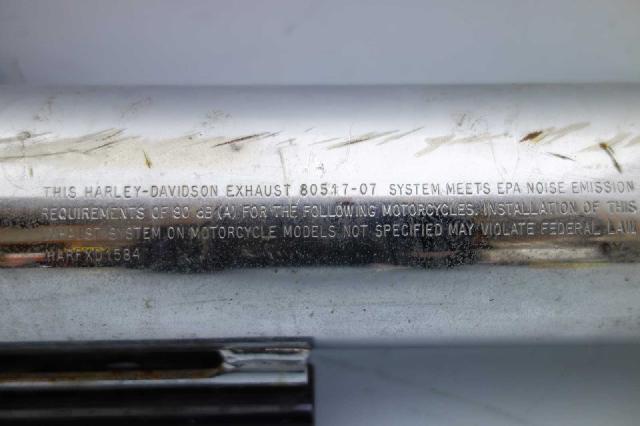 THIS HARLEY-DAVIDSON EXHAUST 80517-07 SYSTEM MEETS EPA NOISE EMISSION
REQUIREMENTS OF 80 dB (A) FOR THE FOLLOWING MOTORCYCLES. INSTALLATION OF THIS
SYSTEM ON MOTORCYCLE MODELS NOT SPECIFIED MAY VIOLATE FEDERAL LAW.
HARFXD1584